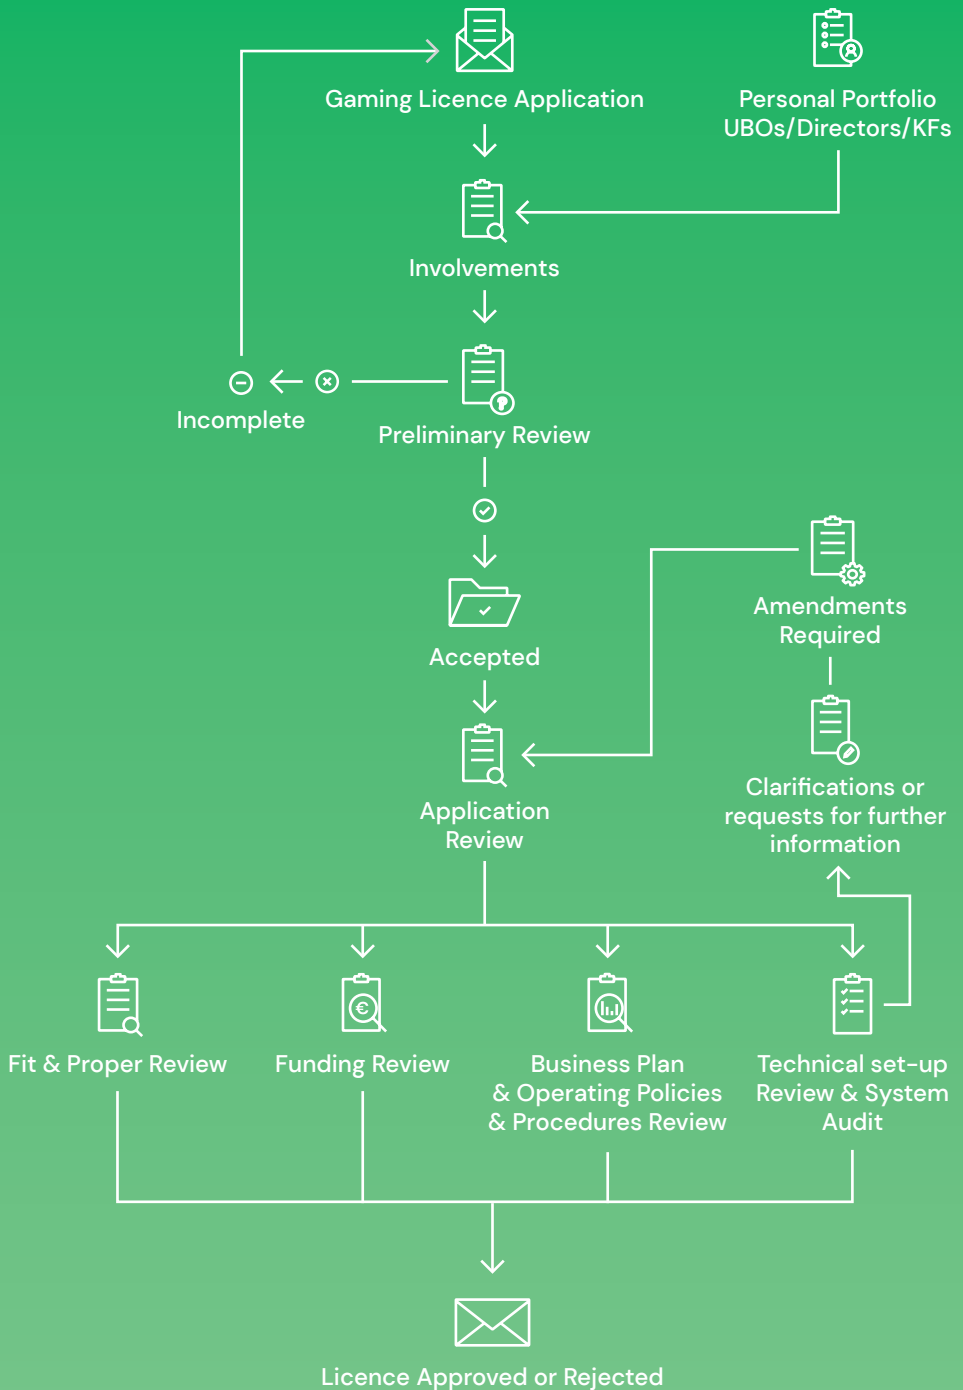 Gaming Licence Application
Personal Portfolio
UBOs/Directors/KFs
Involvements
Incomplete
Preliminary Review
Accepted
Amendments
Required
Application
Review
Clarifications or
requests for further
information
Fit & Proper Review
€
Funding Review
Business Plan
& Operating Policies
& Procedures Review
Technical set-up
Review & System
Audit
Licence Approved or Rejected